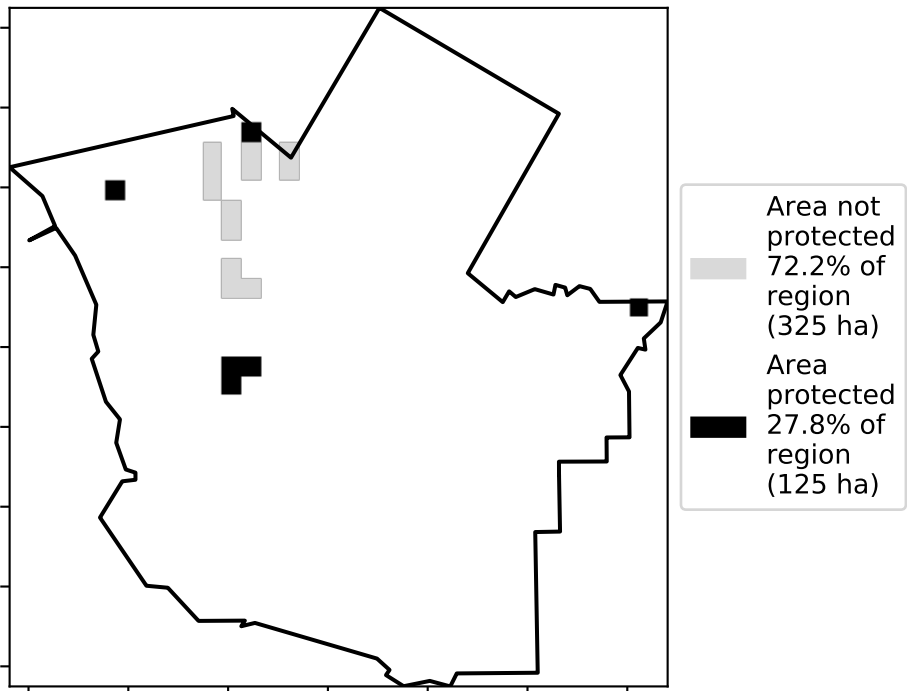 Area not
protected
72.2% of
region
(325 ha)
Area
protected
27.8% of
region
(125 ha)